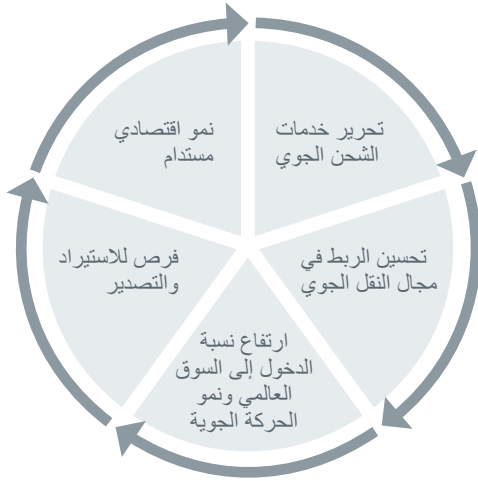 تحرير خدمات
الشحن الجوي
تحسين الربط في
مجال النقل الجوي
ارتفاع نسبة
الدخول إلى السوق
العالمي ونمو
الحركة الجوية
فرص للاستيراد
والتصدير
نمو اقتصادي
مستدام